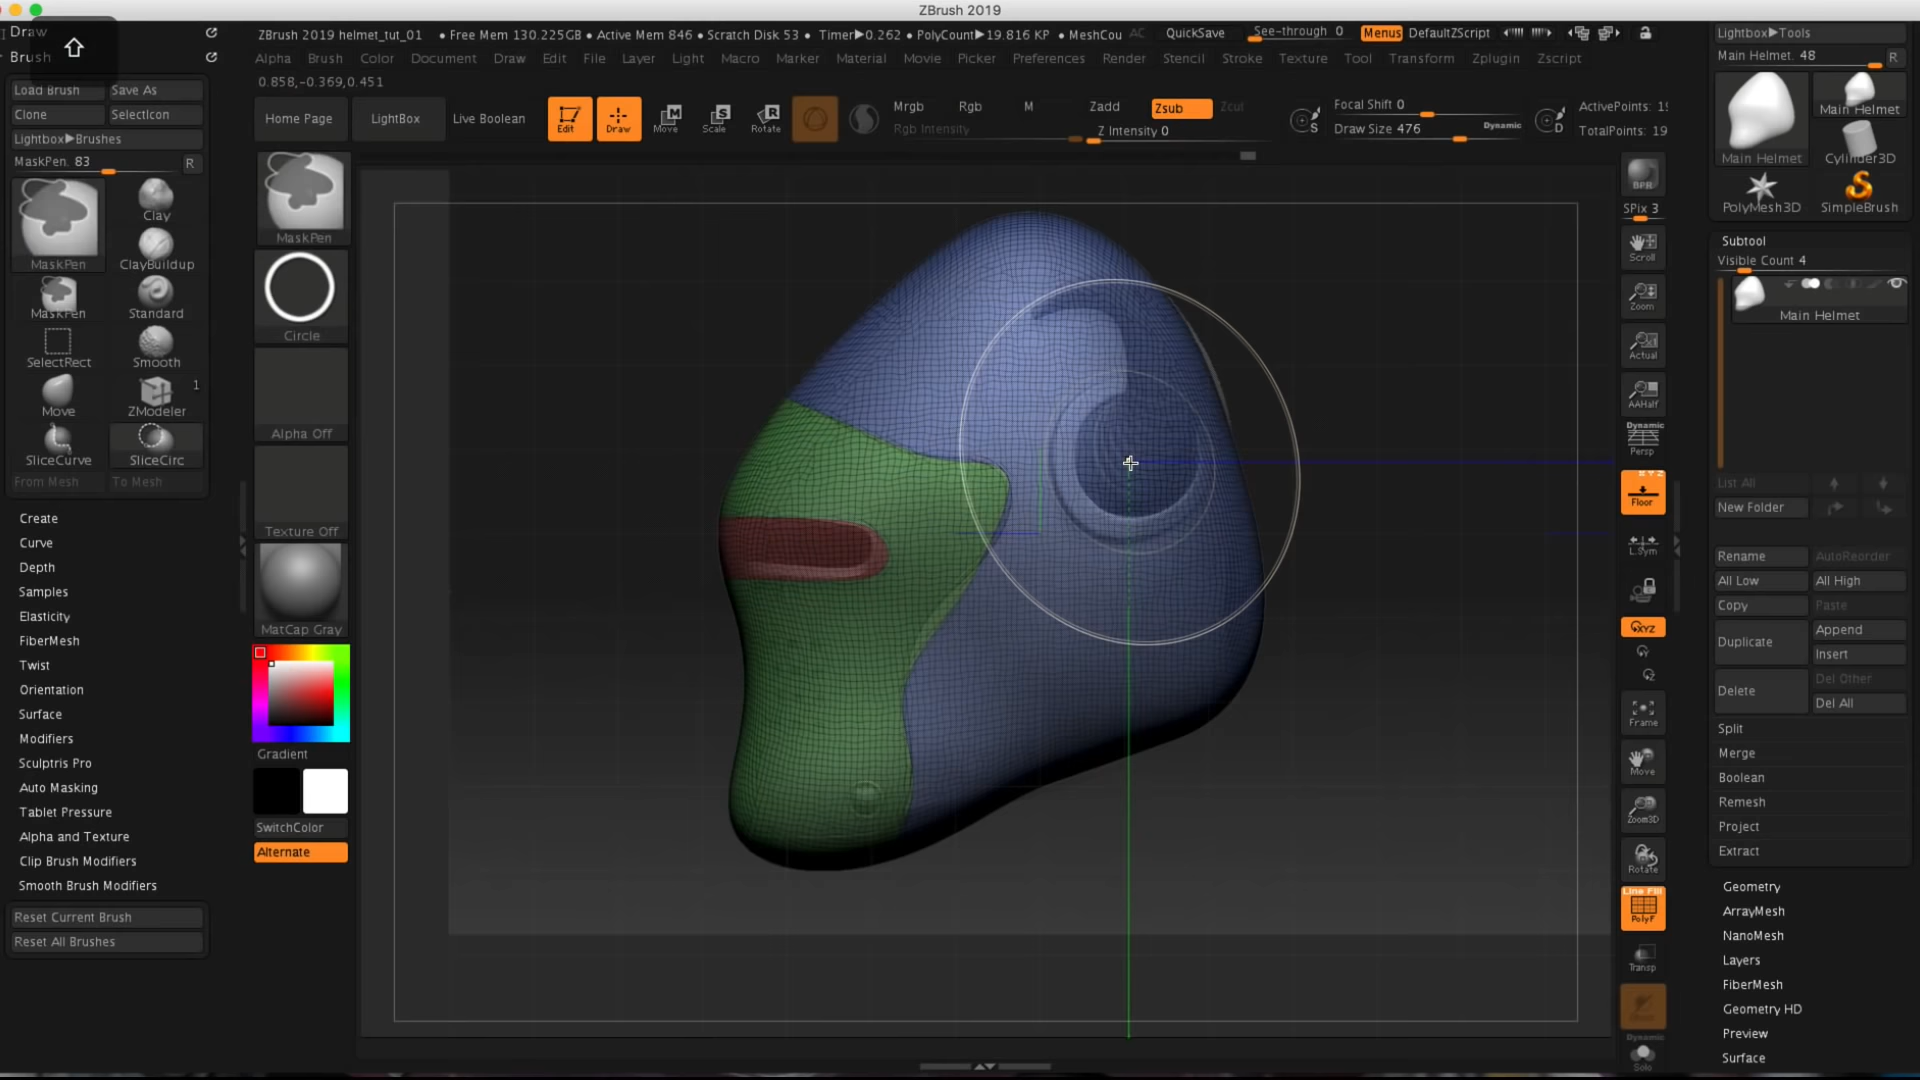 ZBrush 2019
Draw
Brush
Load Brush
Save As
Clone
SelectIcon
Lightbox▶Brushes
MaskPen. 83
R
MaskPen
Clay
ClayBuildup
MaskPen
Standard
SelectRect
Smooth
Move
1
ZModeler
SliceCurve
SliceCirc
From Mesh
To Mesh
Create
Curve
Depth
Samples
Elasticity
FiberMesh
Twist
Orientation
Surface
Modifiers
Sculptris Pro
Auto Masking
Tablet Pressure
Alpha and Texture
Clip Brush Modifiers
Smooth Brush Modifiers
Reset Current Brush
Reset All Brushes
ZBrush 2019 helmet_tut_01 • Free Mem 130.225GB • Active Mem 846 • Scratch Disk 53 • Timer▶0.262 • PolyCount▶19.816 KP • MeshCou
AC
QuickSave
See-through 0
Menus
DefaultZScript
Alpha Brush Color Document Draw Edit File Layer Light Macro Marker Material Movie Picker Preferences Render Stencil Stroke Texture Tool Transform Zplugin Zscript
0.858,-0.369,0.451
Home Page
LightBox
Live Boolean
Edit
Draw
Move
Scale
Rotate
Mrgb
Rgb
M
Rgb Intensity
Zadd
Zsub
Zcut
Z Intensity 0
S
Focal Shift 0
Draw Size 476
Dynamic
D
ActivePoints: 19
TotalPoints: 19
MaskPen
Circle
Alpha Off
Texture Off
MatCap Gray
Gradient
SwitchColor
Alternate
BPR
SPix 3
Scroll
Zoom
Actual
AAHalf
Dynamic
Persp
Floor
L.Sym
XYZ
Frame
Move
Zoom3D
Rotate
Line Fill
PolyF
Transp
Dynamic
Solo
Lightbox▶Tools
Main Helmet. 48
R
Main Helmet
Main Helmet
Cylinder3D
PolyMesh3D
SimpleBrush
Subtool
Visible Count 4
Main Helmet
List All
New Folder
Rename
AutoReorder
All Low
All High
Copy
Paste
Duplicate
Append
Insert
Delete
Del Other
Del All
Split
Merge
Boolean
Remesh
Project
Extract
Geometry
ArrayMesh
NanoMesh
Layers
FiberMesh
Geometry HD
Preview
Surface